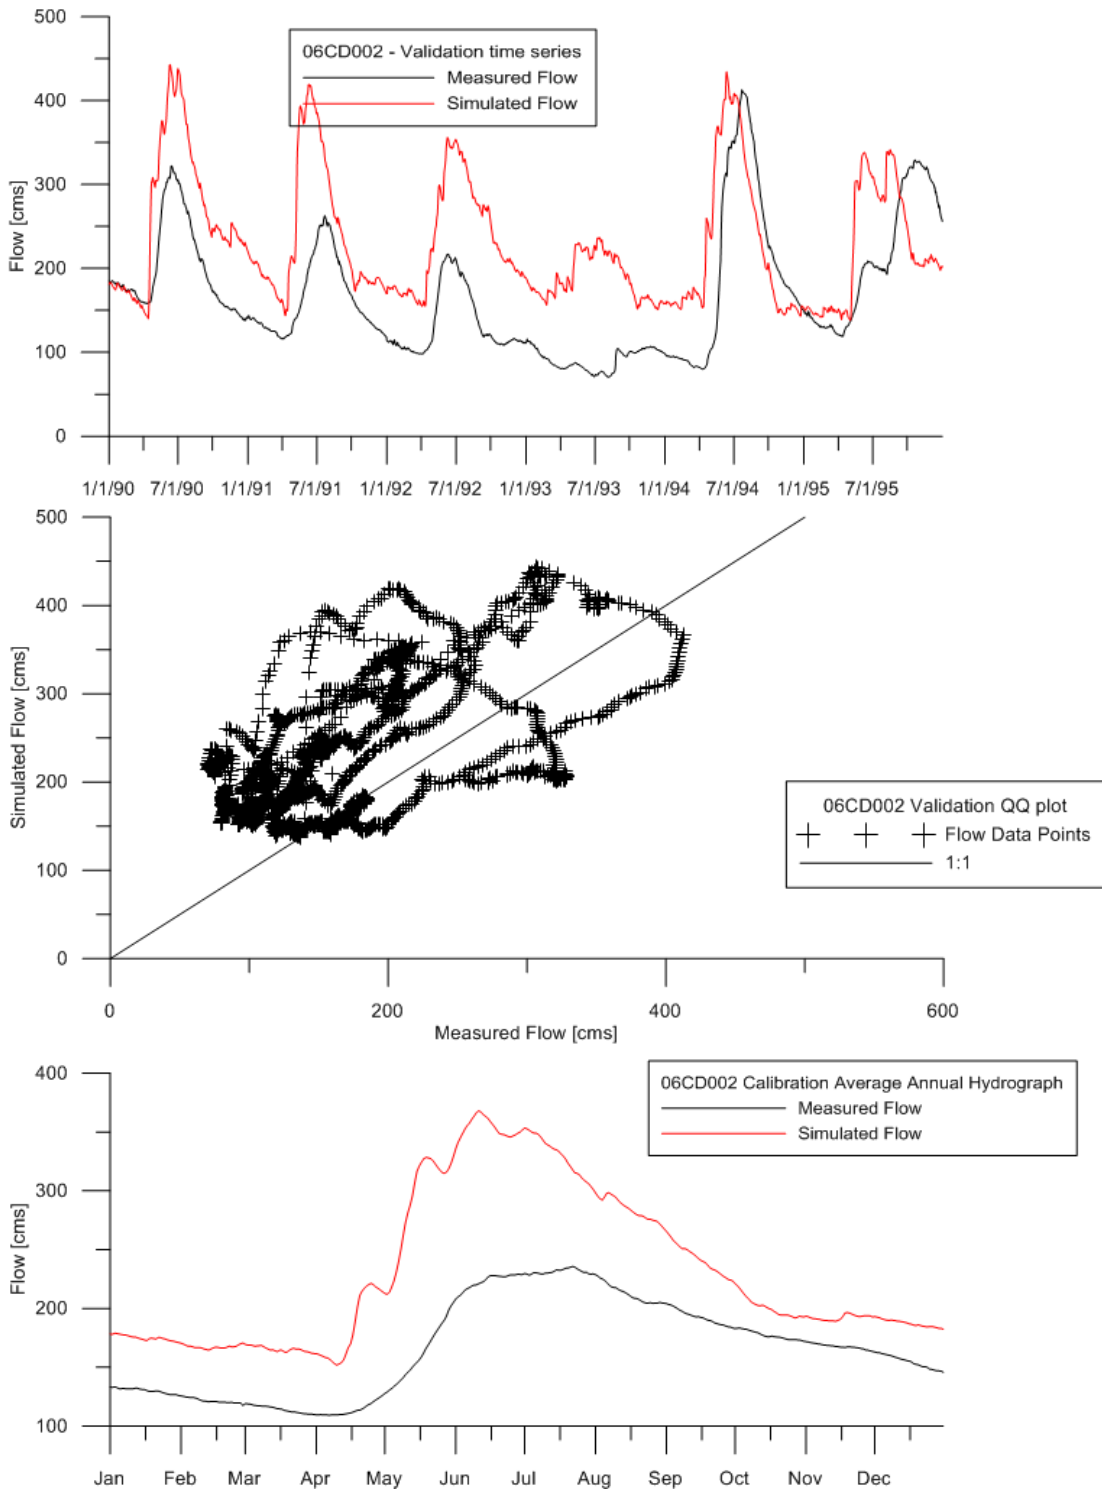 500
400
300
200
100
0
Flow [cms]
06CD002 - Validation time series
Measured Flow
Simulated Flow
1/1/90 7/1/90 1/1/91 7/1/91 1/1/92 7/1/92 1/1/93 7/1/93 1/1/94 7/1/94 1/1/95 7/1/95
500
400
300
200
100
0
Simulated Flow [cms]
06CD002 Validation QQ plot
Flow Data Points
1:1
0 200 400 600
Measured Flow [cms]
400
300
200
100
Flow [cms]
06CD002 Calibration Average Annual Hydrograph
Measured Flow
Simulated Flow
Jan Feb Mar Apr May Jun Jul Aug Sep Oct Nov Dec